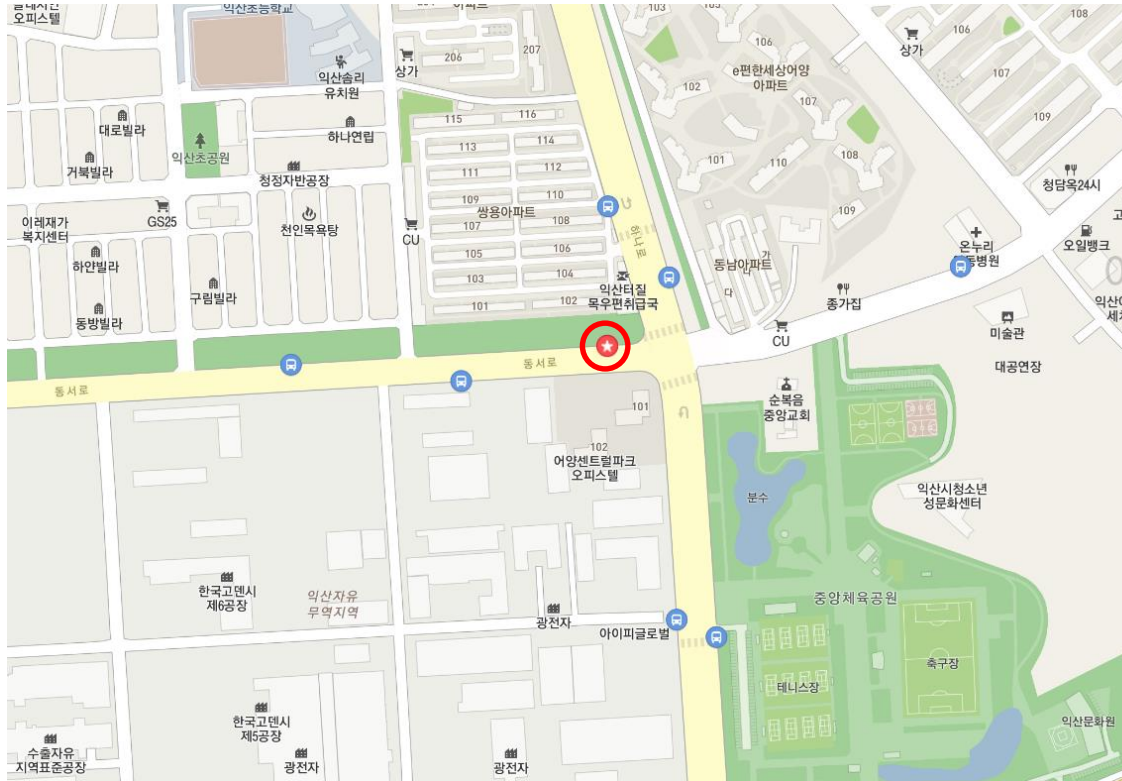 오피스텔
익산초등학교
아파트
207
206
상가
익산솜리
유치원
103
103
106
e편한세상어양
아파트
102
107
101
110
108
109
상가
108
106
107
109
대로빌라
거북빌라
익산초공원
하나연립
청정자반공장
115
116
113
114
111
112
109
110
쌍용아파트
107
108
105
106
103
104
101
102
이레재가
복지센터
GS25
천인목욕탕
CU
하얀빌라
구림빌라
동방빌라
하나로
익산터질
목우편취급국
동남아파트
가
나
다
종가집
CU
청담옥24시
온누리
오일뱅크
미술관
대공연장
동서로
동서로
순복음
중앙교회
101
102
어양센트럴파크
오피스텔
분수
익산시청소년
성문화센터
한국고덴시
제6공장
익산자유
무역지역
광전자
아이피글로벌
중앙체육공원
축구장
테니스장
한국고덴시
제5공장
광전자
광전자
수출자유
지역표준공장
익산문화원